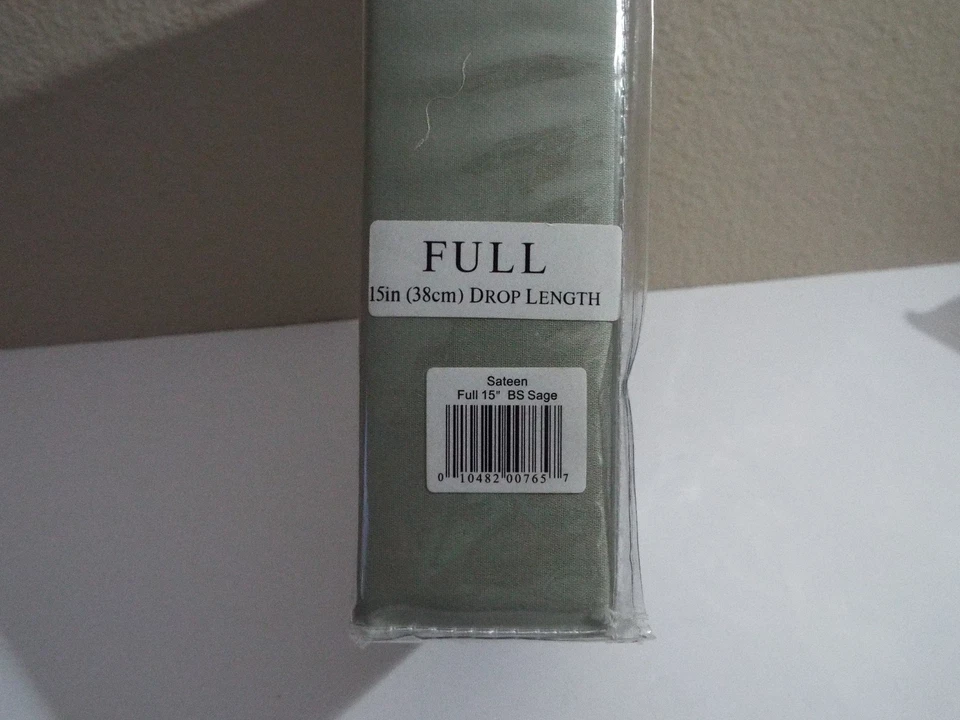 FULL
15in (38cm) DROP LENGTH
Sateen
Full 15" BS Sage
0 10482 00765 7